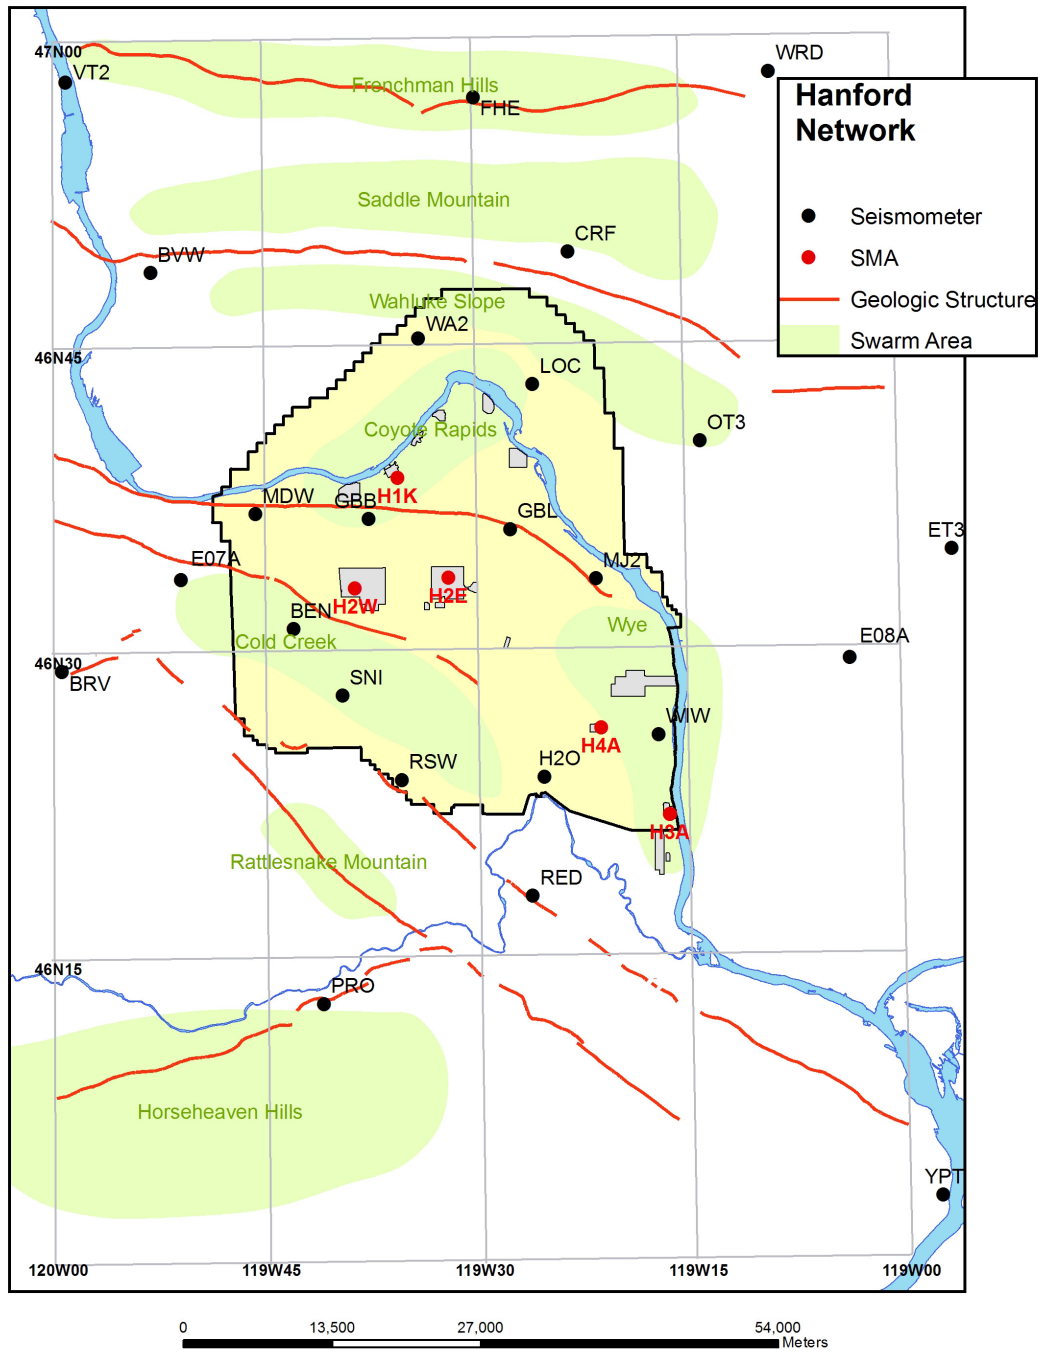 47N00
VT2
WRD
Frenchman Hills
FHE
Hanford
Network
Saddle Mountain
Seismometer
CRF
BVW
SMA
Wahluke Slope
Geologic Structure
WA2
Swarm Area
46N45
LOC
Coyote Rapids
OT3
MDW
GBB
H1K
GBL
ET3
E07A
MJ2
H2W
H2E
BEN
Wye
Cold Creek
E08A
46N30
BRV
SNI
WIW
H4A
RSW
H2O
H3A
Rattlesnake Mountain
RED
46N15
PRO
Horseheaven Hills
YPT
120W00
119W45
119W30
119W15
119W00
0
13,500
27,000
54,000
Meters